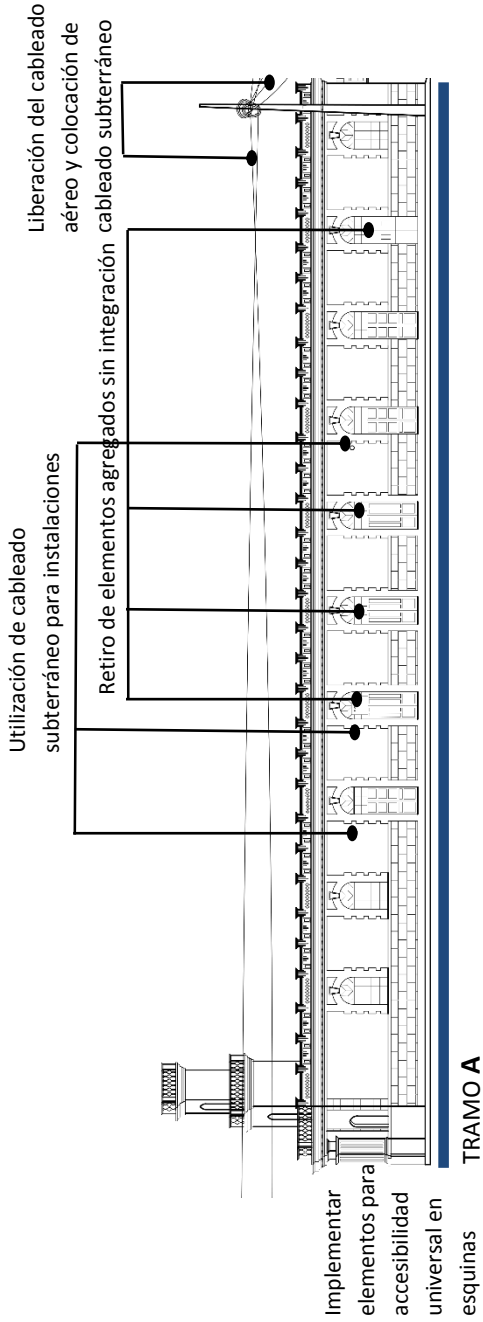 Utilización de cableado
subterráneo para instalaciones
Retiro de elementos agregados sin integración
Liberación del cableado
aéreo y colocación de
cableado subterráneo
Implementar
elementos para
accesibilidad
universal en
esquinas
TRAMO A